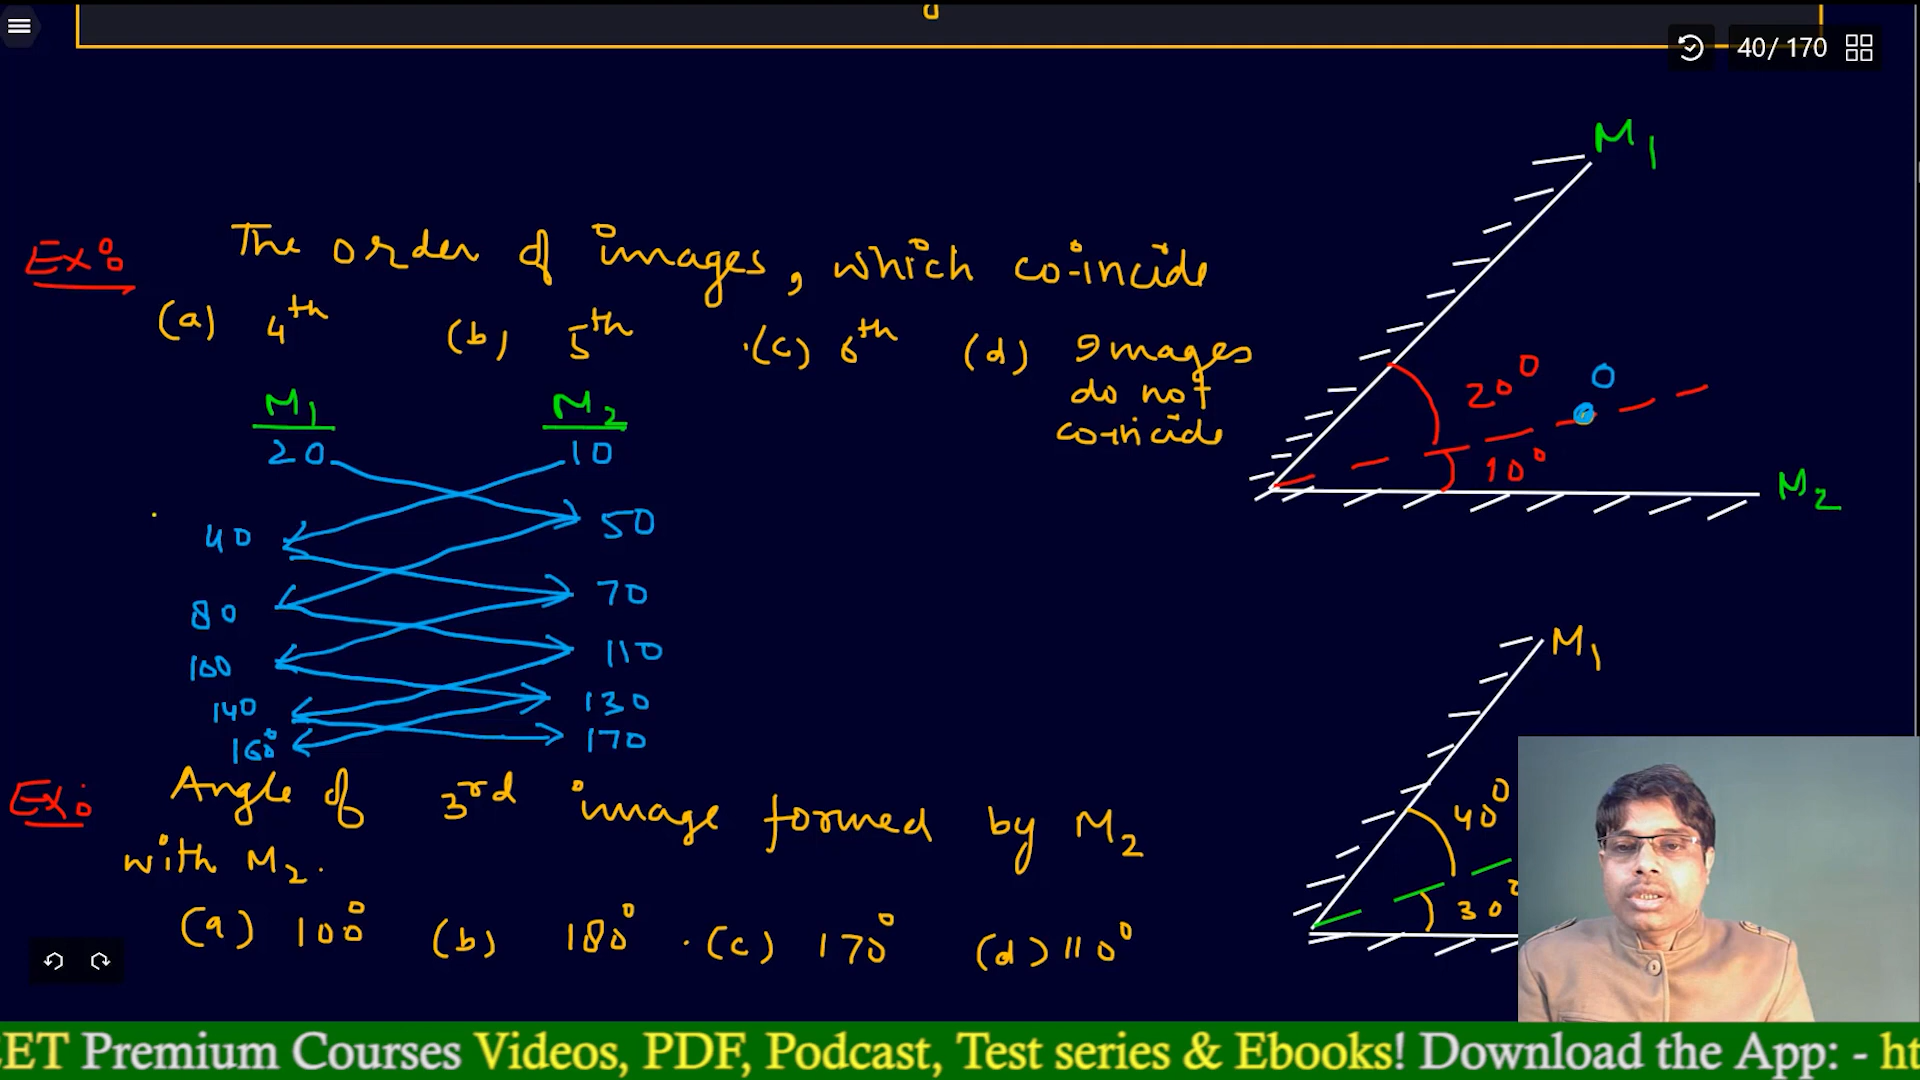 40/ 170
M1
Ex: The order of images, which co-incide
(a) 4th (b) 5th (c) 6th (d) Images do not co-incide
M1 M2
20 10
40 50
80 70
100 110
140 130
160° 170
20° O
10°
M2
Ex: Angle of 3rd image formed by M2
with M2.
(a) 100° (b) 180° (c) 170° (d) 110°
M1
40°
30°
ET Premium Courses Videos, PDF, Podcast, Test series & Ebooks! Download the App: - ht